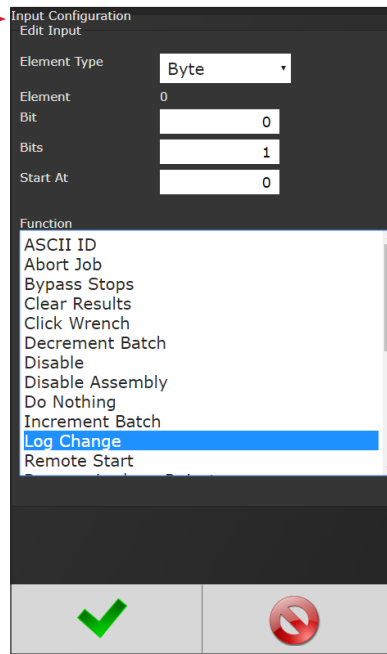 Input Configuration
Edit Input
Element Type Byte
Element 0
Bit 0
Bits 1
Start At 0
Function
ASCII ID
Abort Job
Bypass Stops
Clear Results
Click Wrench
Decrement Batch
Disable
Disable Assembly
Do Nothing
Increment Batch
Log Change
Remote Start